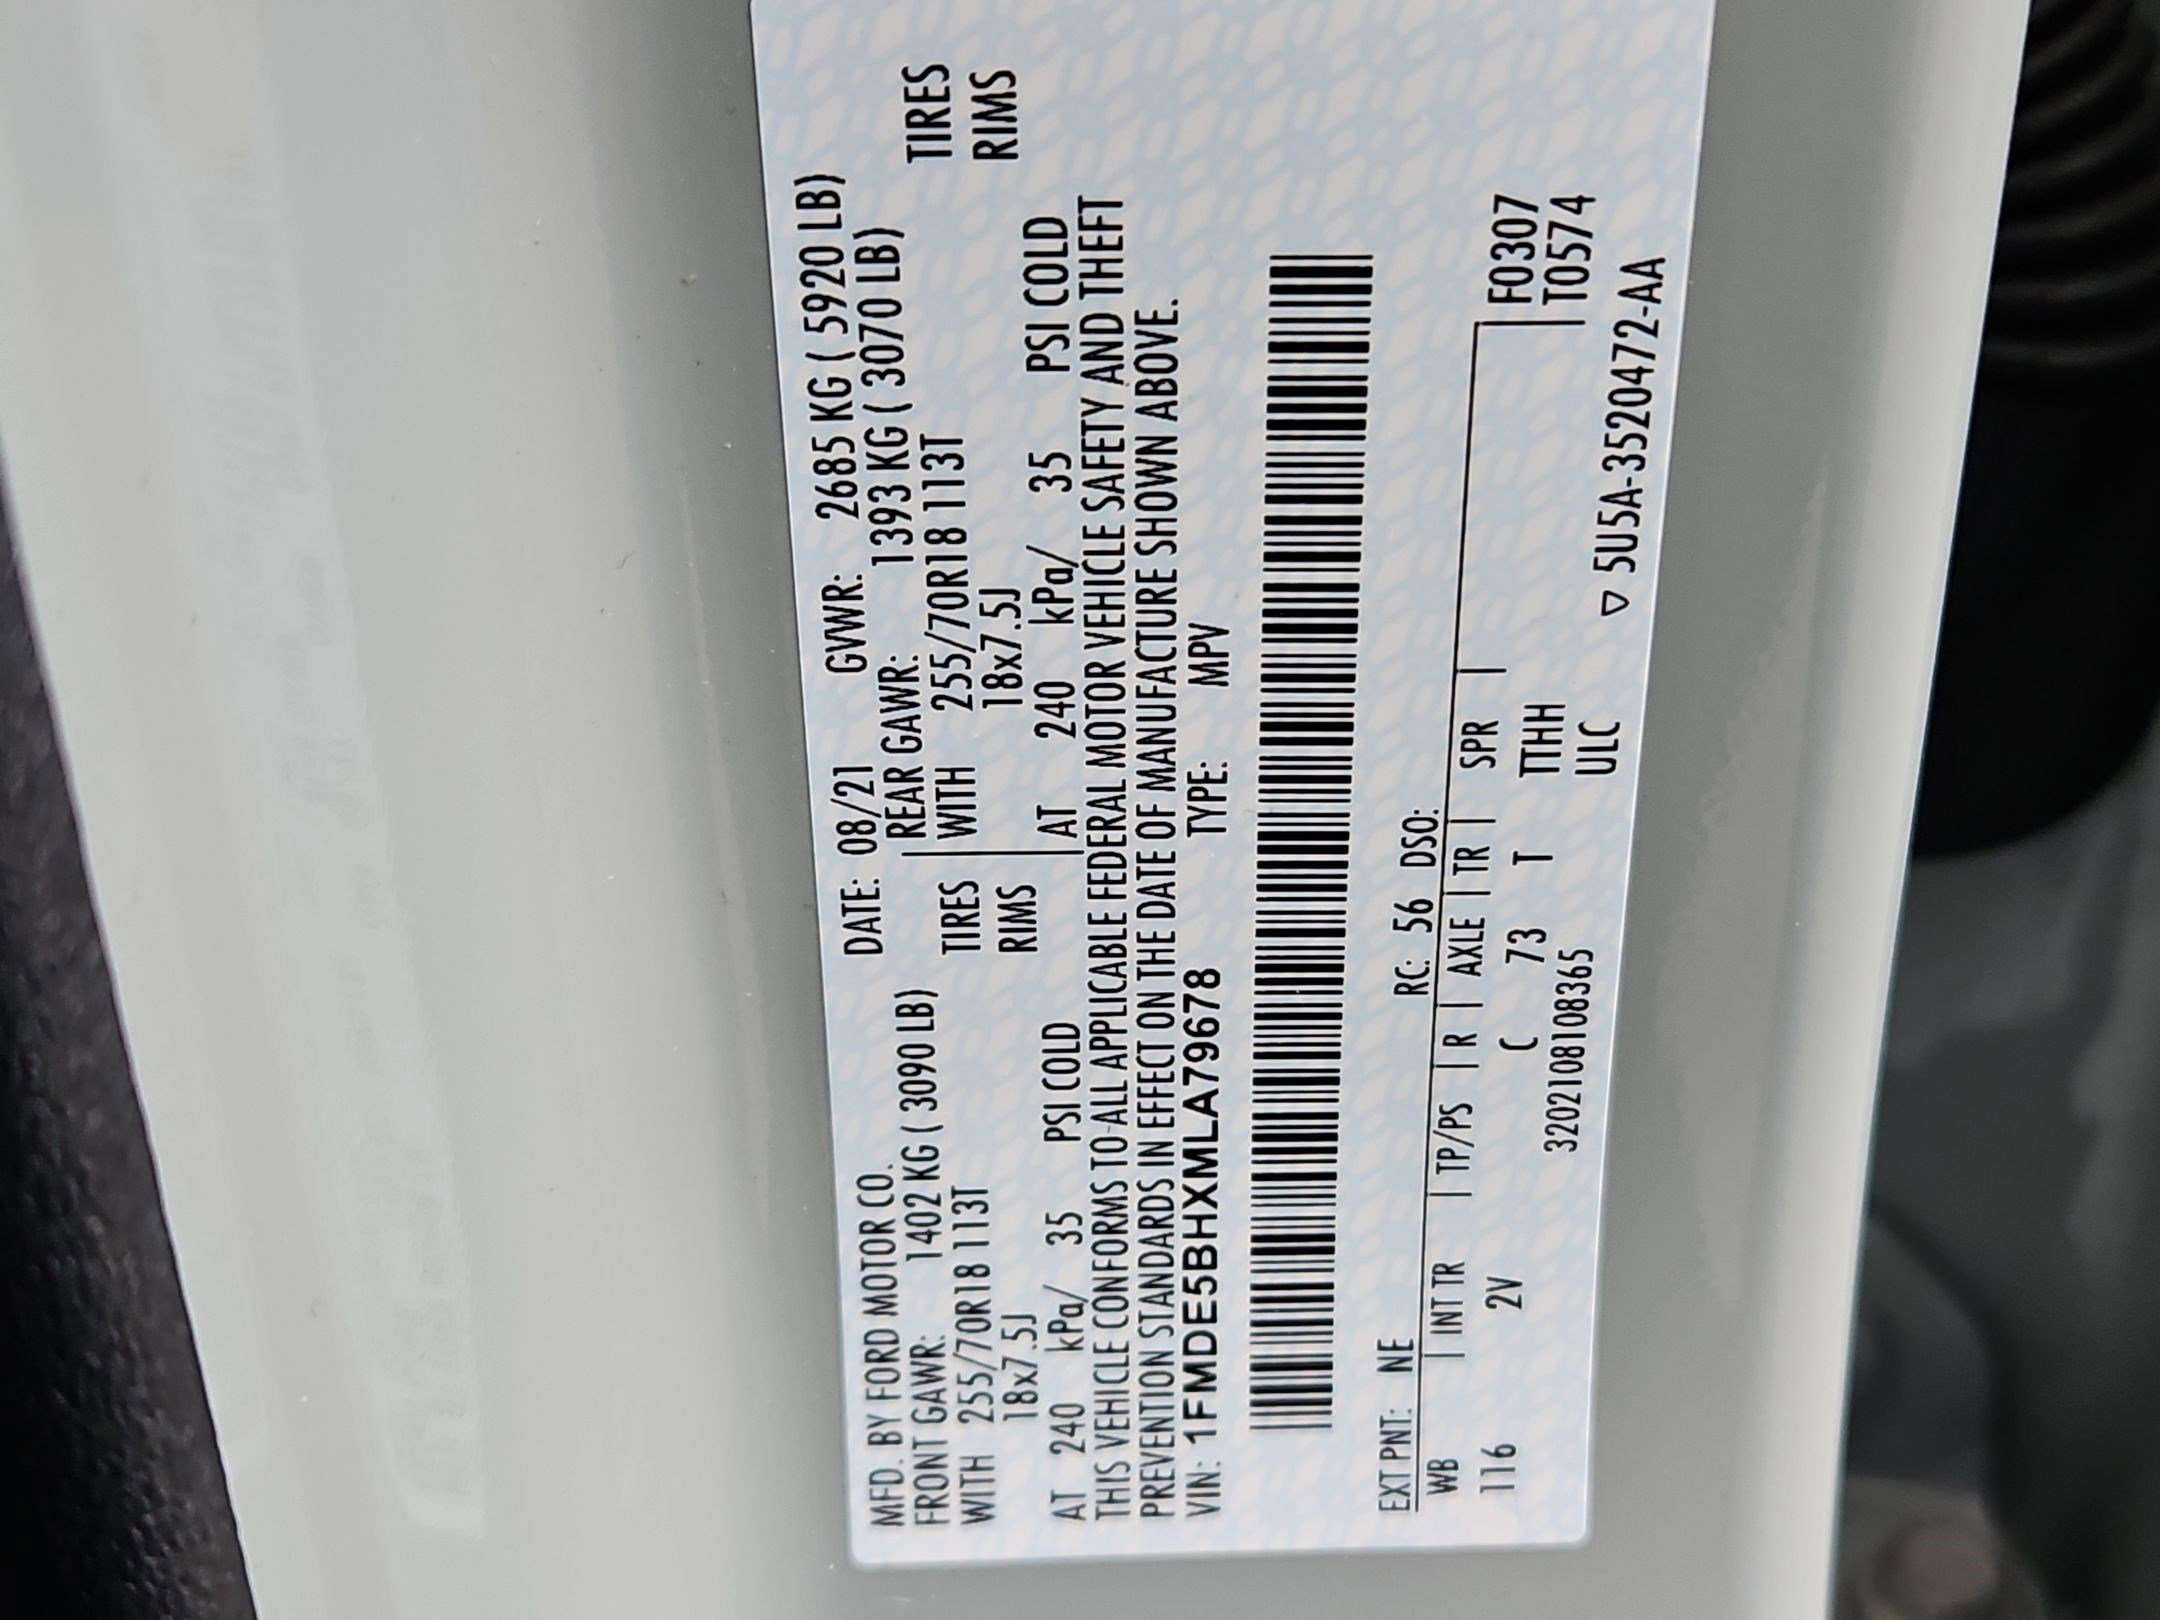 MFD. BY FORD MOTOR CO. DATE: 08/21 GVWR: 2685 KG ( 5920 LB)
FRONT GAWR: 1402 KG ( 3090 LB) REAR GAWR: 1393 KG ( 3070 LB)
WITH 255/70R18 113T TIRES WITH 255/70R18 113T TIRES
18x7.5J RIMS 18x7.5J RIMS
AT 240 kPa/ 35 PSI COLD AT 240 kPa/ 35 PSI COLD
THIS VEHICLE CONFORMS TO ALL APPLICABLE FEDERAL MOTOR VEHICLE SAFETY AND THEFT
PREVENTION STANDARDS IN EFFECT ON THE DATE OF MANUFACTURE SHOWN ABOVE.
VIN: 1FMDE5BHXMLA79678 TYPE: MPV
EXT PNT: NE RC: 56 DSO:
WB | INT TR | TP/PS | R | AXLE | TR | SPR | F0307
116 2V C 73 T TTHH T0574
3202108108365 ULC
▽ 5U5A-3520472-AA